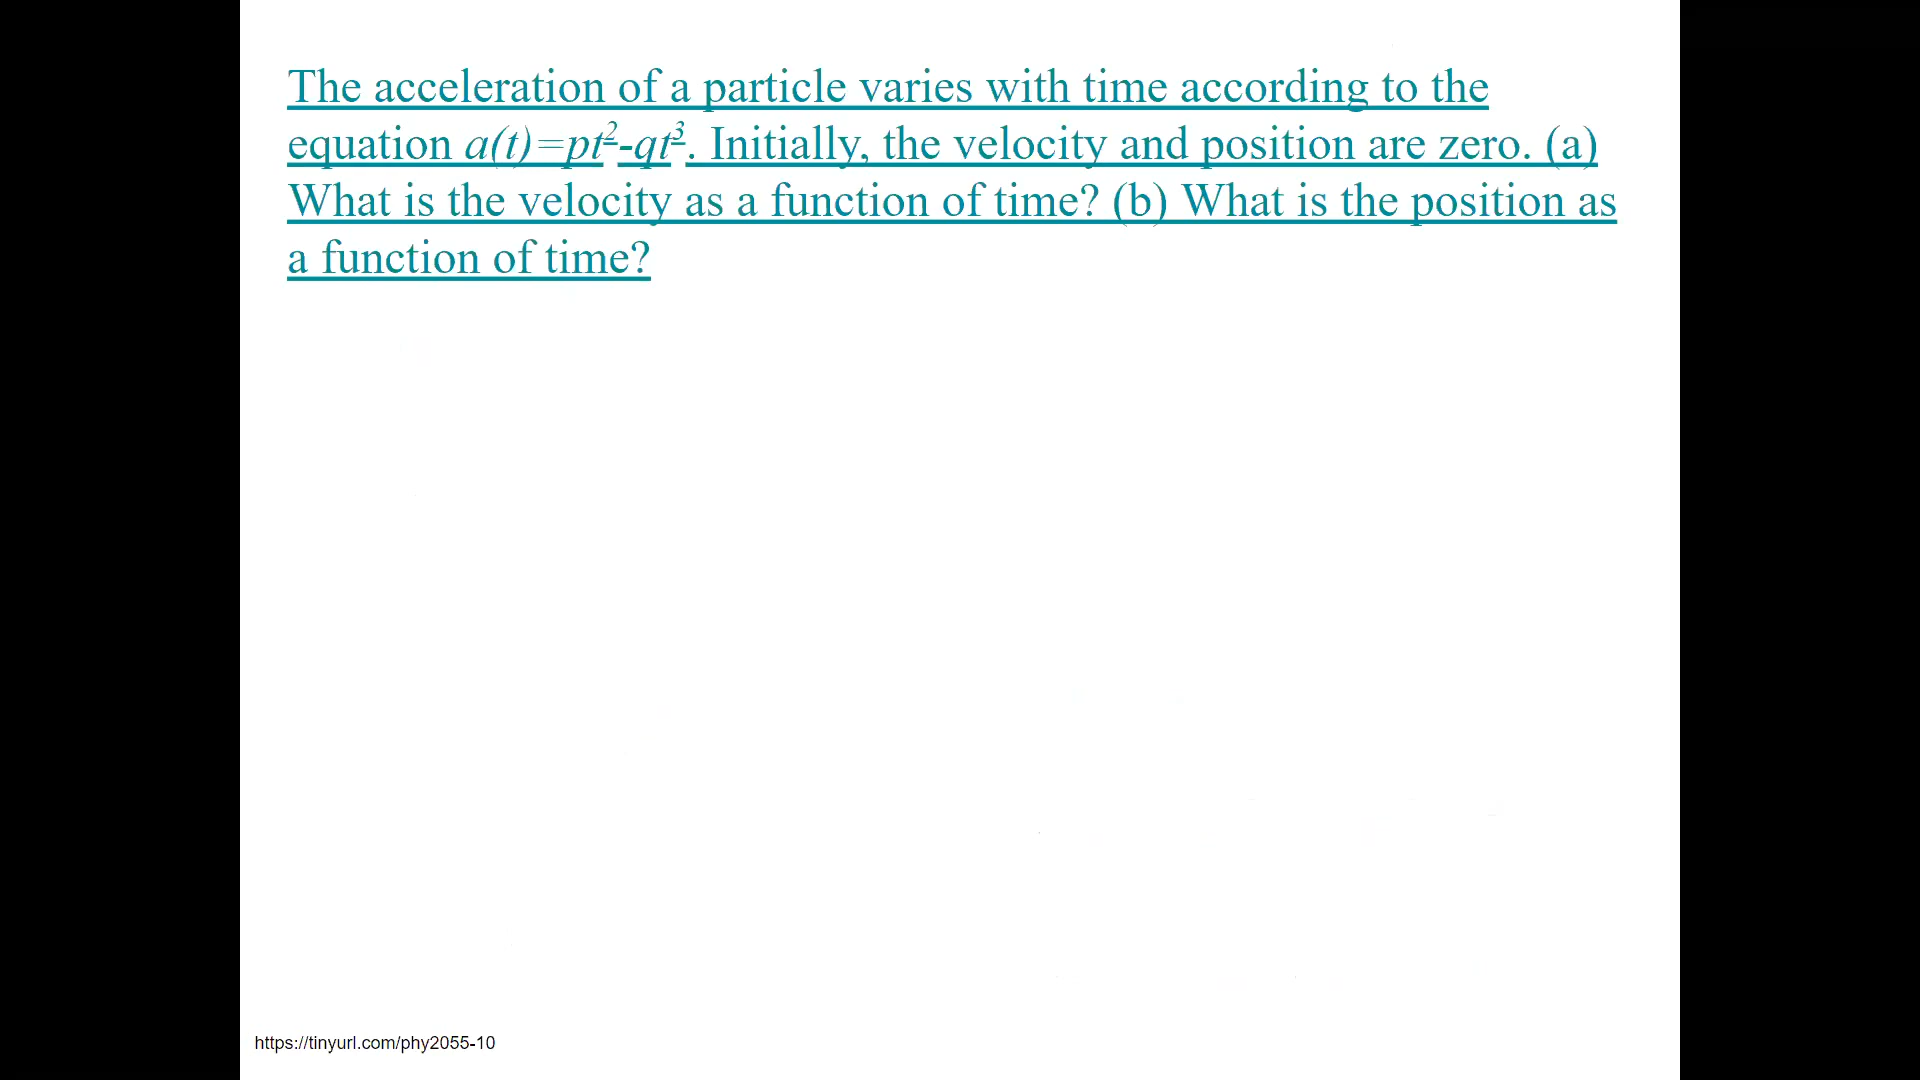 The acceleration of a particle varies with time according to the
equation a(t)=pt²-qt³. Initially, the velocity and position are zero. (a)
What is the velocity as a function of time? (b) What is the position as
a function of time?
https://tinyurl.com/phy2055-10